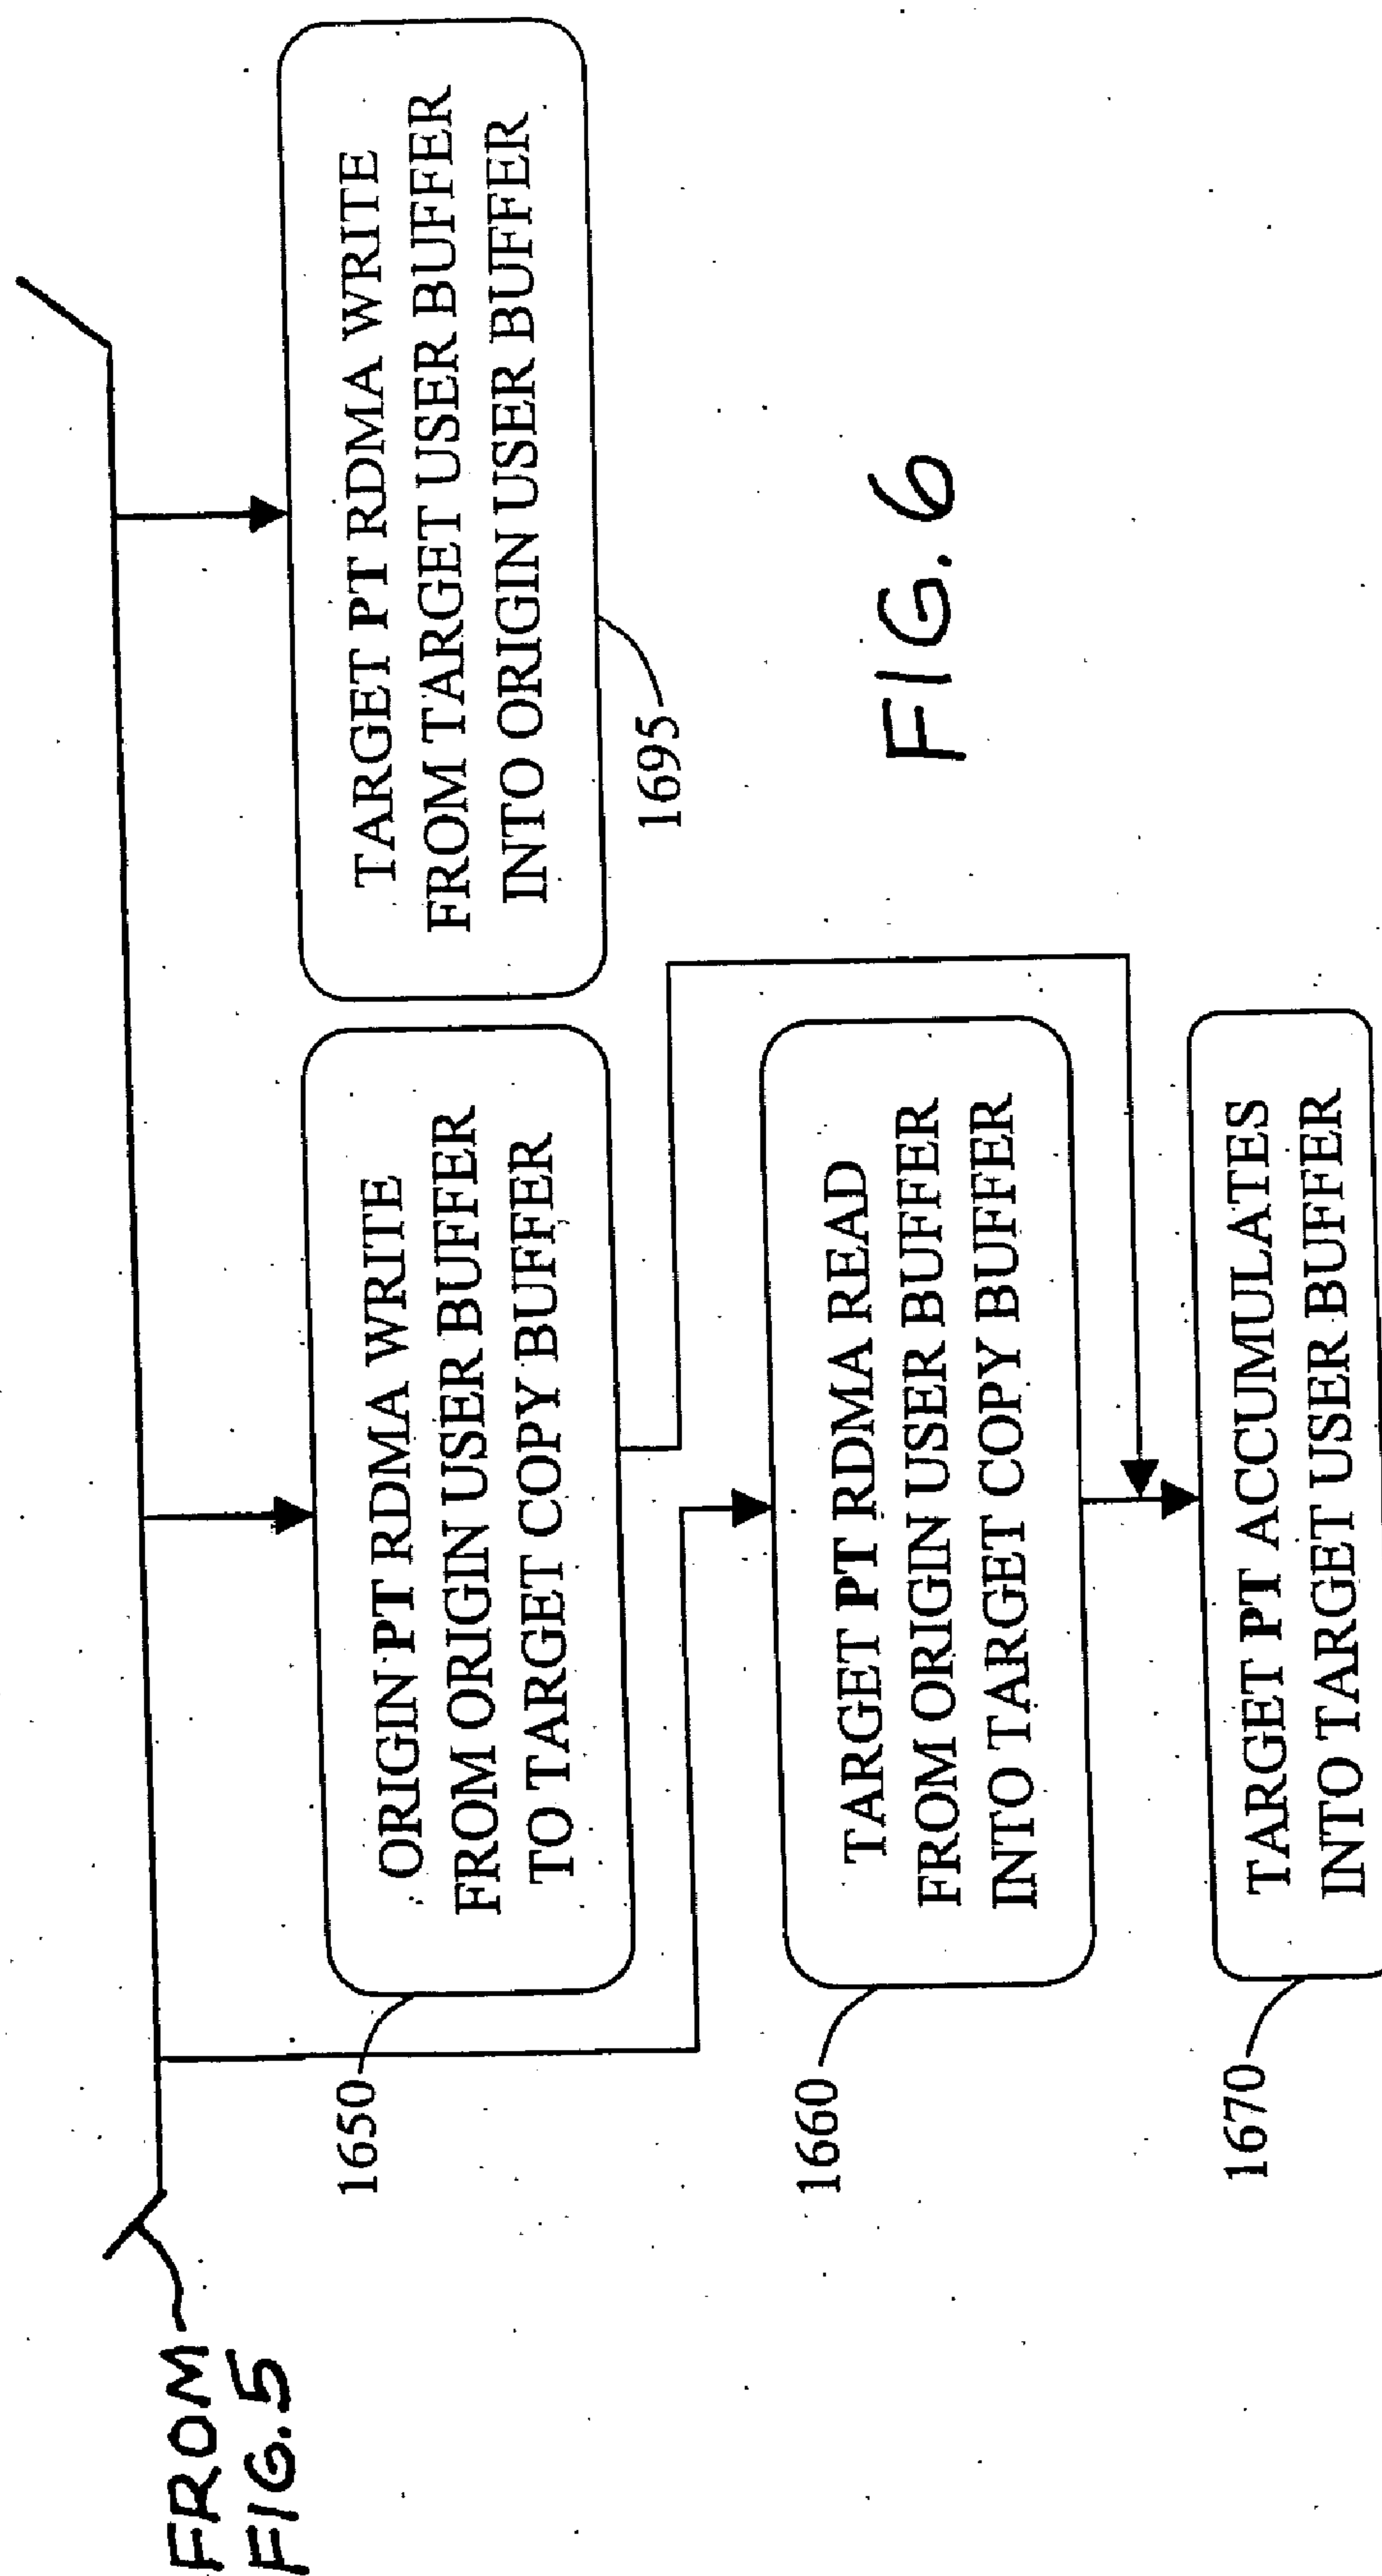 FROM
FIG. 5
1650
ORIGIN PT RDMA WRITE
FROM ORIGIN USER BUFFER
TO TARGET COPY BUFFER
TARGET PT RDMA WRITE
FROM TARGET USER BUFFER
INTO ORIGIN USER BUFFER
1695
1660
TARGET PT RDMA READ
FROM ORIGIN USER BUFFER
INTO TARGET COPY BUFFER
1670
TARGET PT ACCUMULATES
INTO TARGET USER BUFFER
FIG. 6